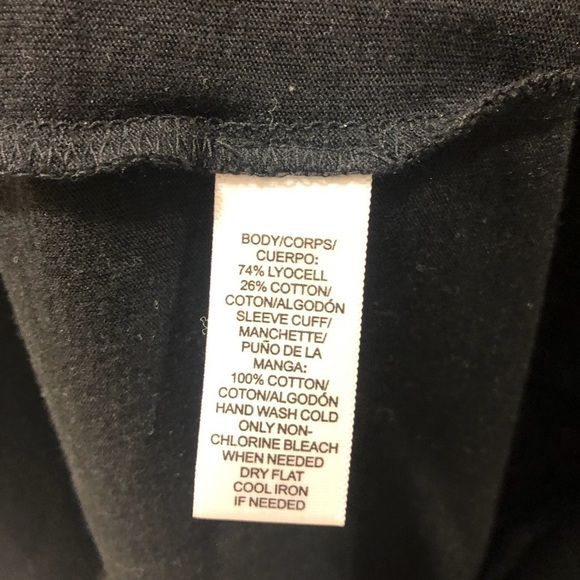 BODY/CORPS/
CUERPO:
74% LYOCELL
26% COTTON/
COTON/ALGODÓN
SLEEVE CUFF/
MANCHETTE/
PUÑO DE LA
MANGA:
100% COTTON/
COTON/ALGODÓN
HAND WASH COLD
ONLY NON-
CHLORINE BLEACH
WHEN NEEDED
DRY FLAT
COOL IRON
IF NEEDED